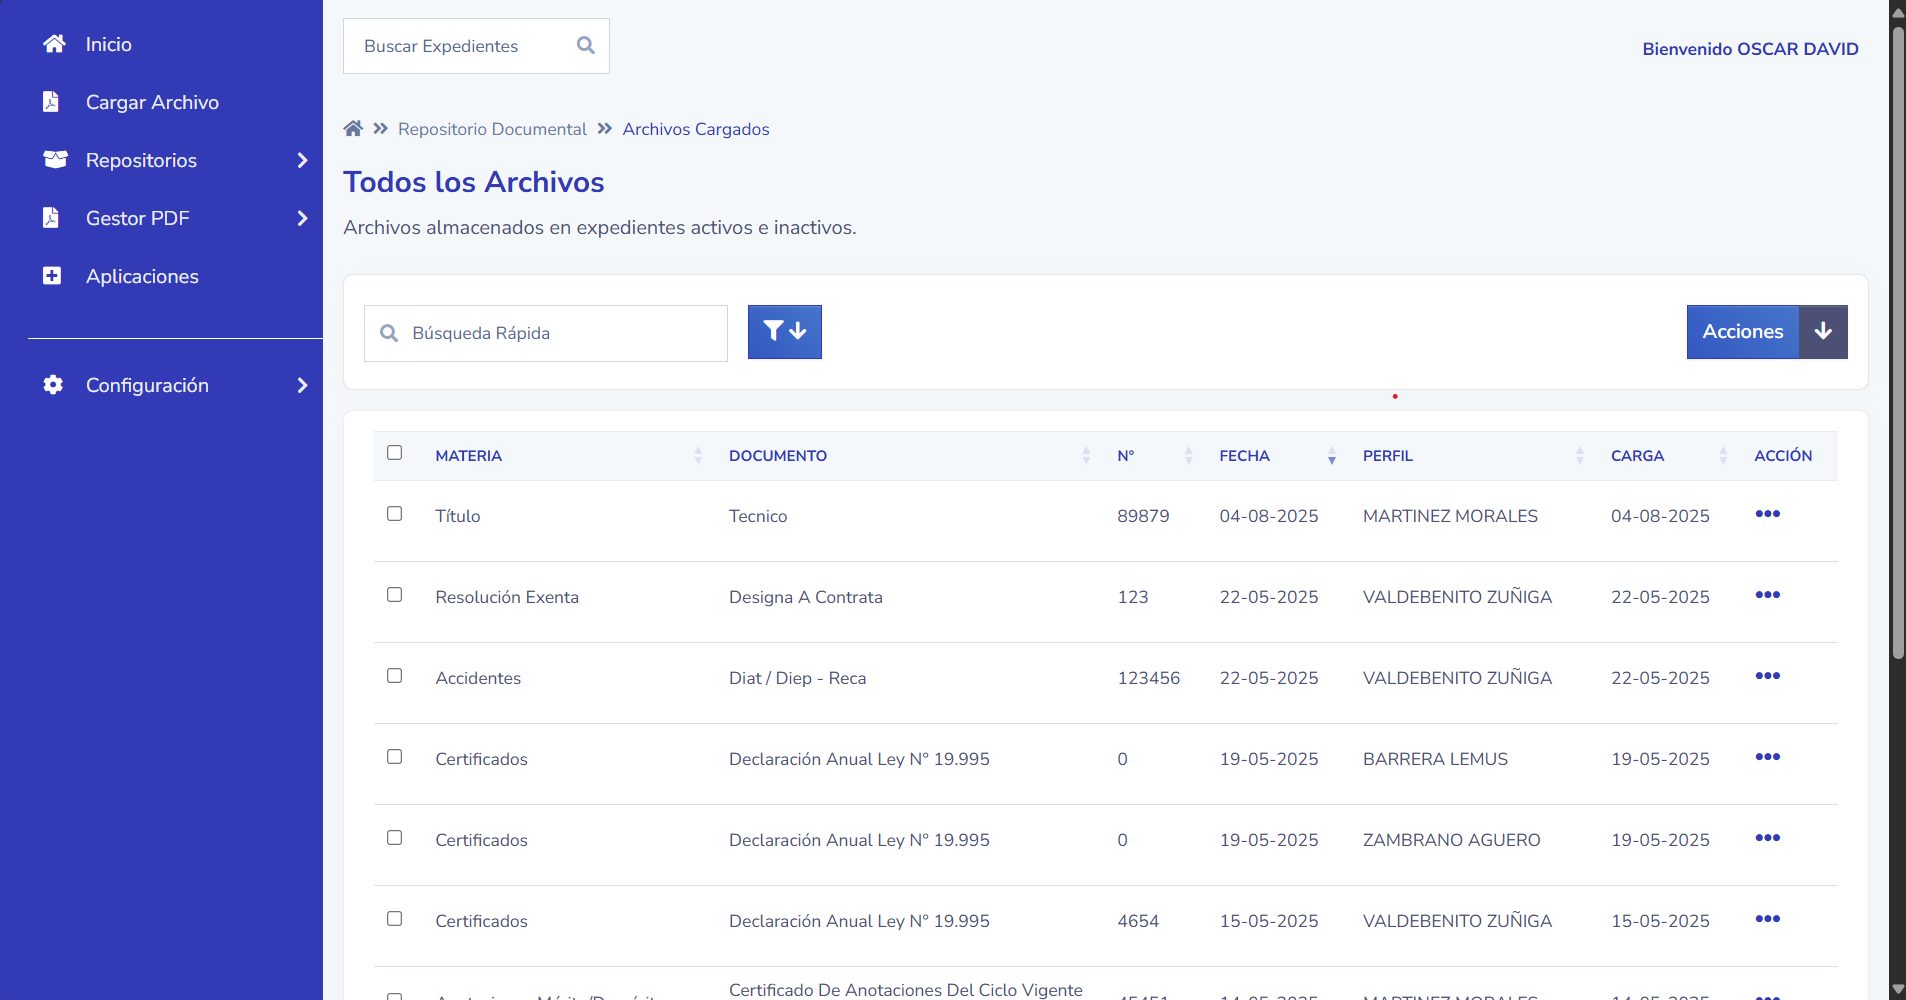 Inicio
Cargar Archivo
Repositorios
Gestor PDF
Aplicaciones
Configuración
Buscar Expedientes
Bienvenido OSCAR DAVID
Repositorio Documental Archivos Cargados
Todos los Archivos
Archivos almacenados en expedientes activos e inactivos.
Búsqueda Rápida
Acciones
MATERIA DOCUMENTO N° FECHA PERFIL CARGA ACCIÓN
Título Tecnico 89879 04-08-2025 MARTINEZ MORALES 04-08-2025
Resolución Exenta Designa A Contrata 123 22-05-2025 VALDEBENITO ZUÑIGA 22-05-2025
Accidentes Diat / Diep - Reca 123456 22-05-2025 VALDEBENITO ZUÑIGA 22-05-2025
Certificados Declaración Anual Ley N° 19.995 0 19-05-2025 BARRERA LEMUS 19-05-2025
Certificados Declaración Anual Ley N° 19.995 0 19-05-2025 ZAMBRANO AGUERO 19-05-2025
Certificados Declaración Anual Ley N° 19.995 4654 15-05-2025 VALDEBENITO ZUÑIGA 15-05-2025
Certificado De Anotaciones Del Ciclo Vigente